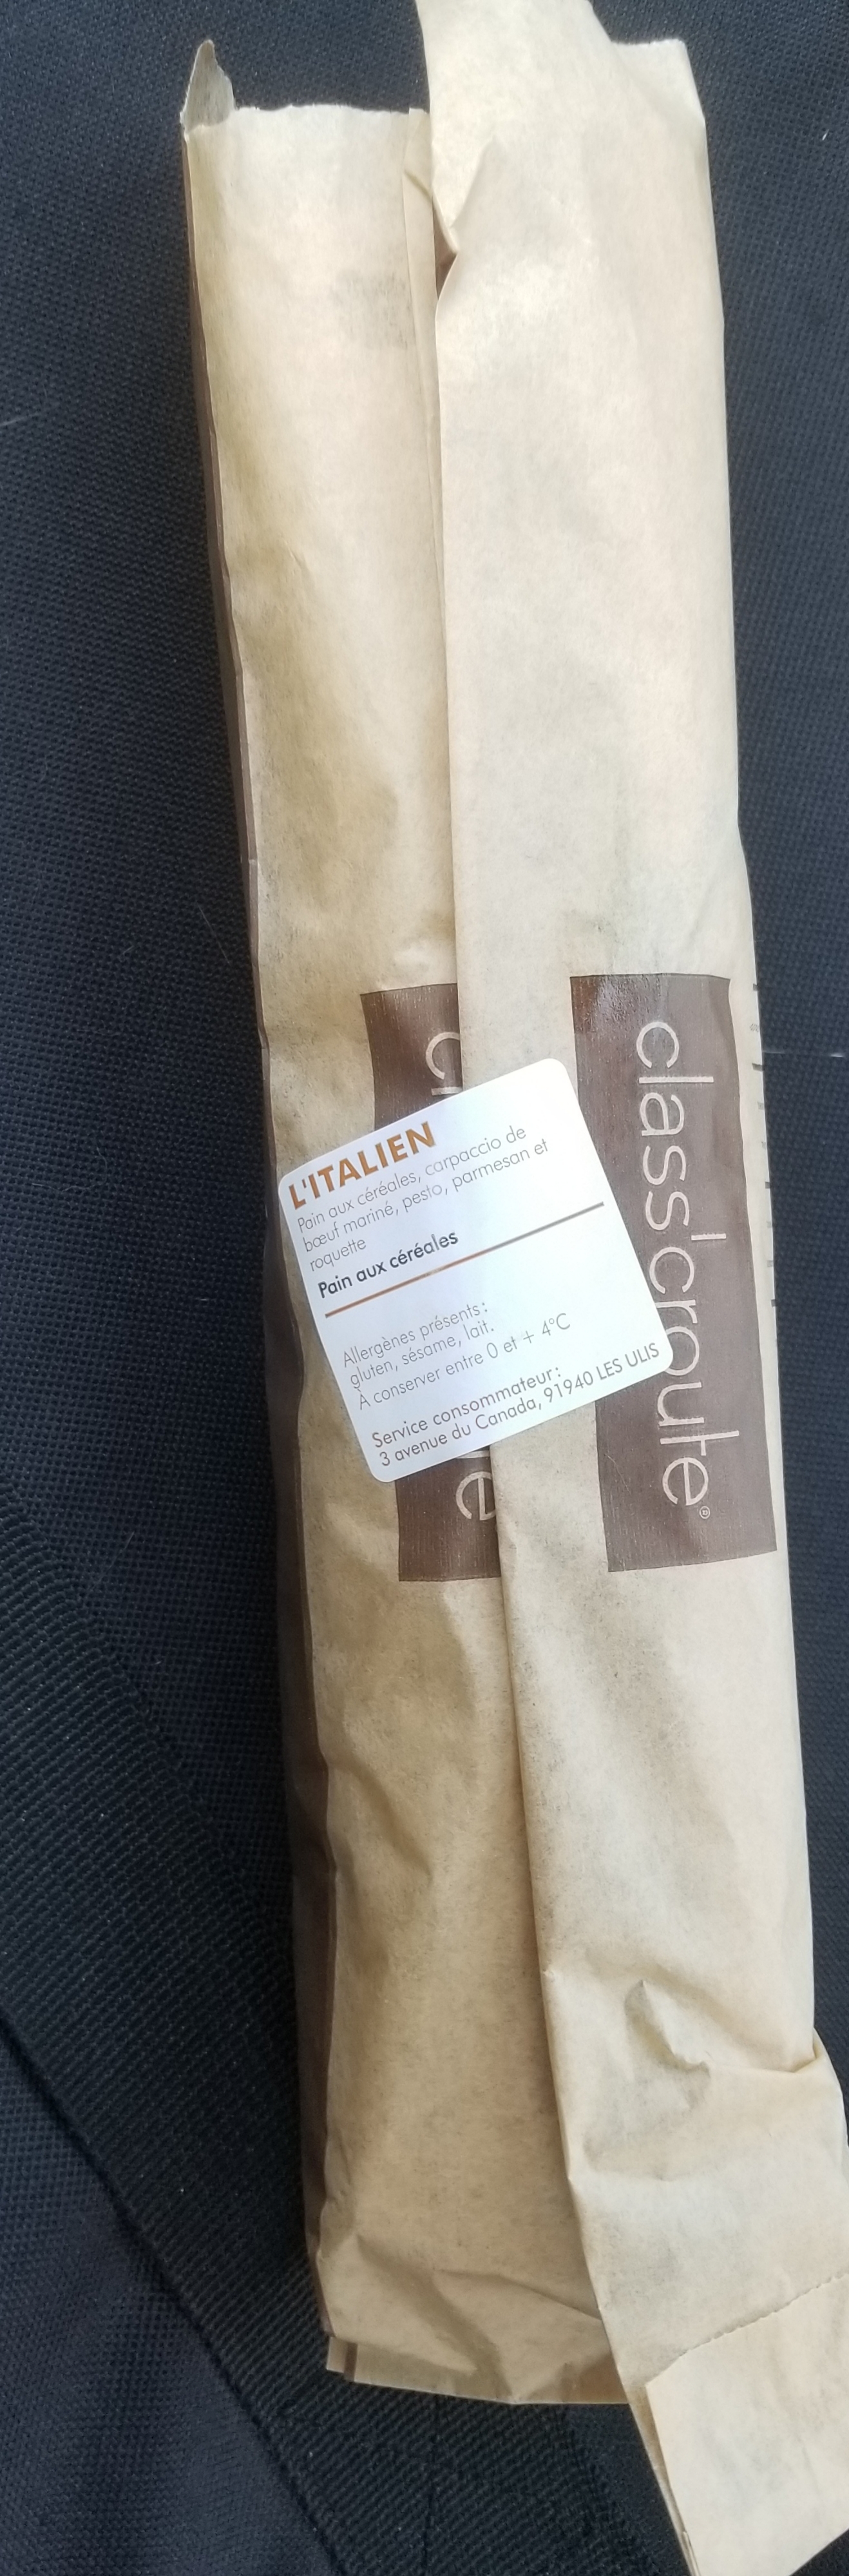 class'croute®
L'ITALIEN
Pain aux céréales, carpaccio de
bœuf mariné, pesto, parmesan et
roquette
Pain aux céréales
Allergènes présents :
gluten, sésame, lait.
À conserver entre 0 et + 4°C
Service consommateur :
3 avenue du Canada, 91940 LES ULIS